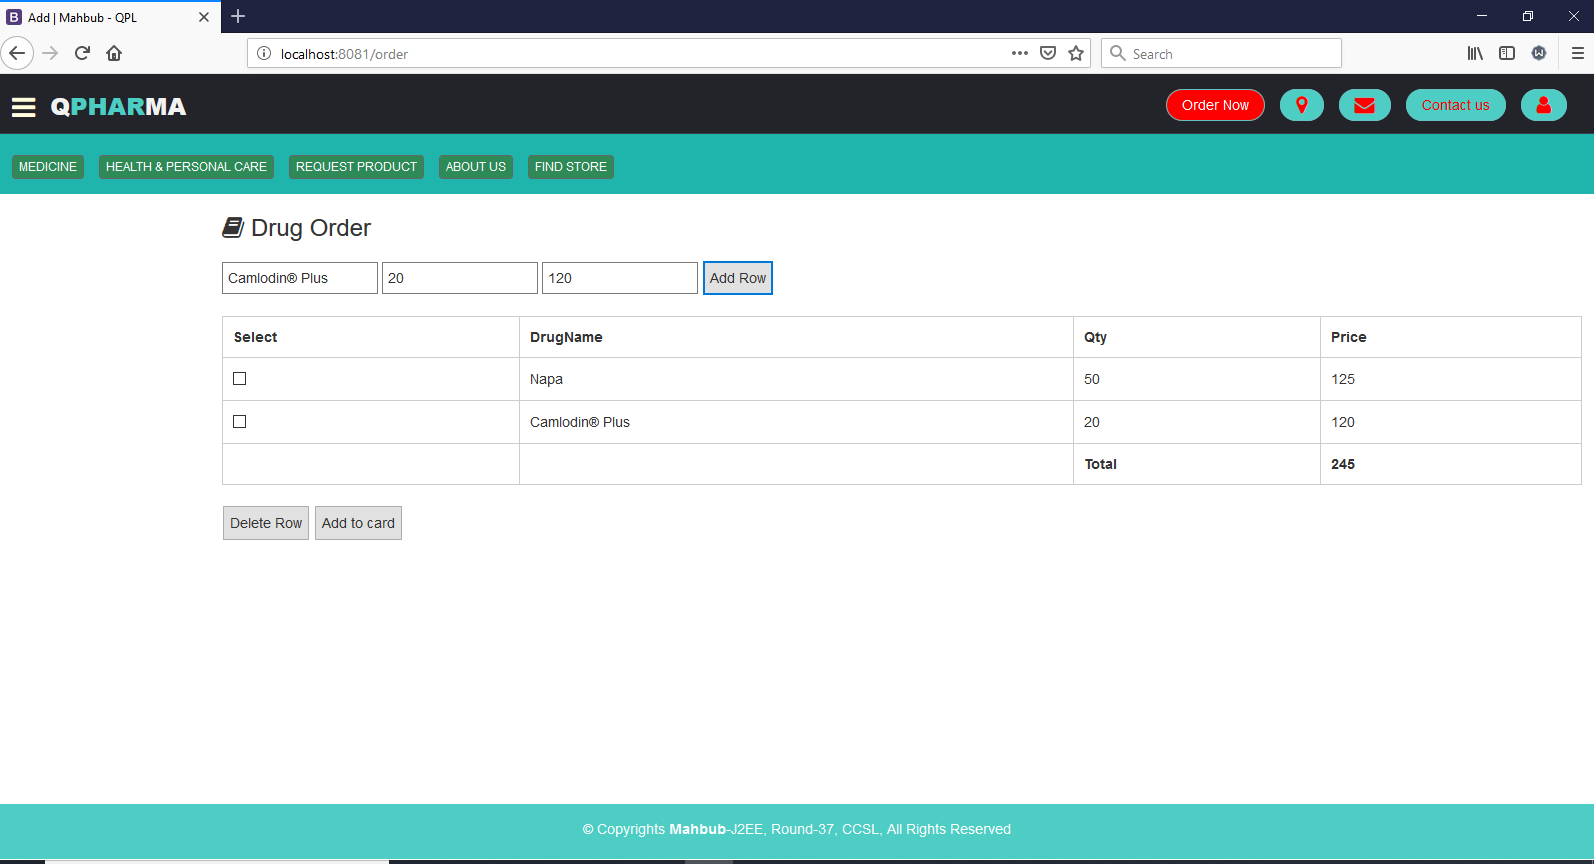 Add | Mahbub - QPL
localhost:8081/order
Search
QPHARMA
Order Now
Contact us
MEDICINE
HEALTH & PERSONAL CARE
REQUEST PRODUCT
ABOUT US
FIND STORE
Drug Order
Camlodin® Plus 20 120 Add Row
Select DrugName Qty Price
Napa 50 125
Camlodin® Plus 20 120
Total 245
Delete Row Add to card
© Copyrights Mahbub-J2EE, Round-37, CCSL, All Rights Reserved